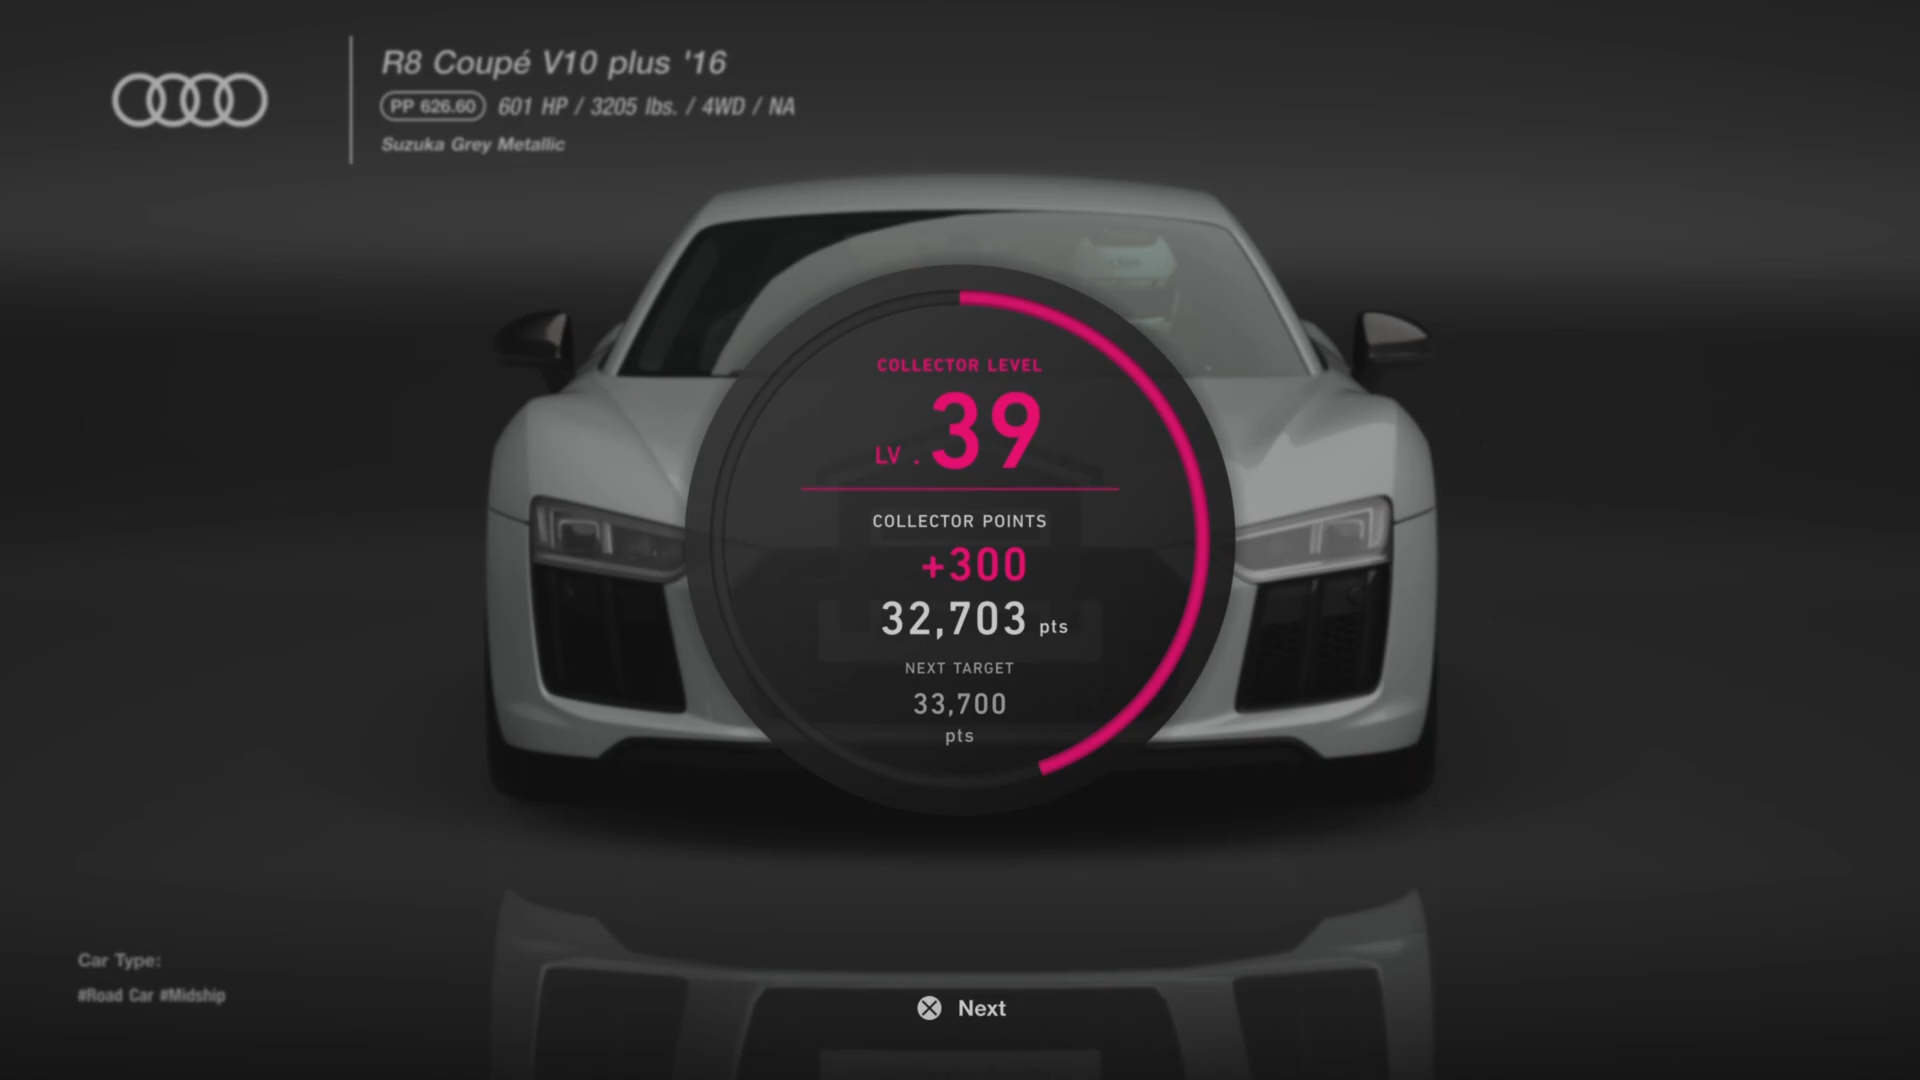 R8 Coupé V10 plus '16
PP 626.60 601 HP / 3205 lbs. / 4WD / NA
Suzuka Grey Metallic
COLLECTOR LEVEL
LV . 39
COLLECTOR POINTS
+300
32,703 pts
NEXT TARGET
33,700
pts
Car Type:
#Road Car #Midship
Next